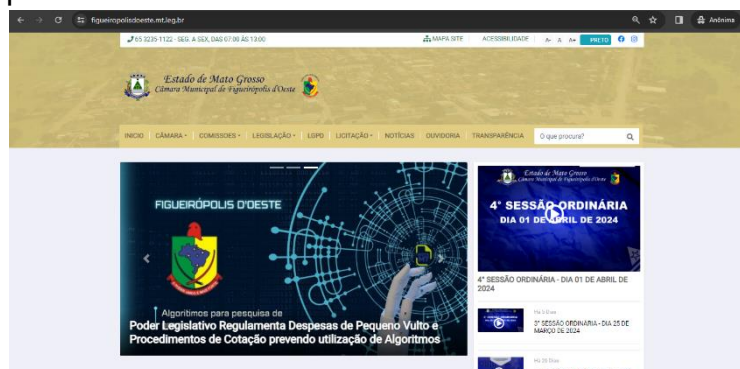 figueiropolisdoeste.mt.leg.br
Anônima
65 3235-1122 - SEG. A SEX, DAS 07:00 ÀS 13:00
MAPA SITE
ACESSIBILIDADE
A- A A+
PRETO
Estado de Mato Grosso
Câmara Municipal de Figueirópolis d'Oeste
INICIO
CÂMARA
COMISSÕES
LEGISLAÇÃO
LGPD
LICITAÇÃO
NOTÍCIAS
OUVIDORIA
TRANSPARÊNCIA
O que procura?
FIGUEIRÓPOLIS D'OESTE
Algoritimos para pesquisa de
Poder Legislativo Regulamenta Despesas de Pequeno Vulto e
Procedimentos de Cotação prevendo utilização de Algoritmos
Estado de Mato Grosso
Câmara Municipal de Figueirópolis d'Oeste
4° SESSÃO ORDINÁRIA
DIA 01 DE ABRIL DE 2024
4° SESSÃO ORDINÁRIA - DIA 01 DE ABRIL DE
2024
3° SESSÃO ORDINÁRIA - DIA 25 DE
MARÇO DE 2024